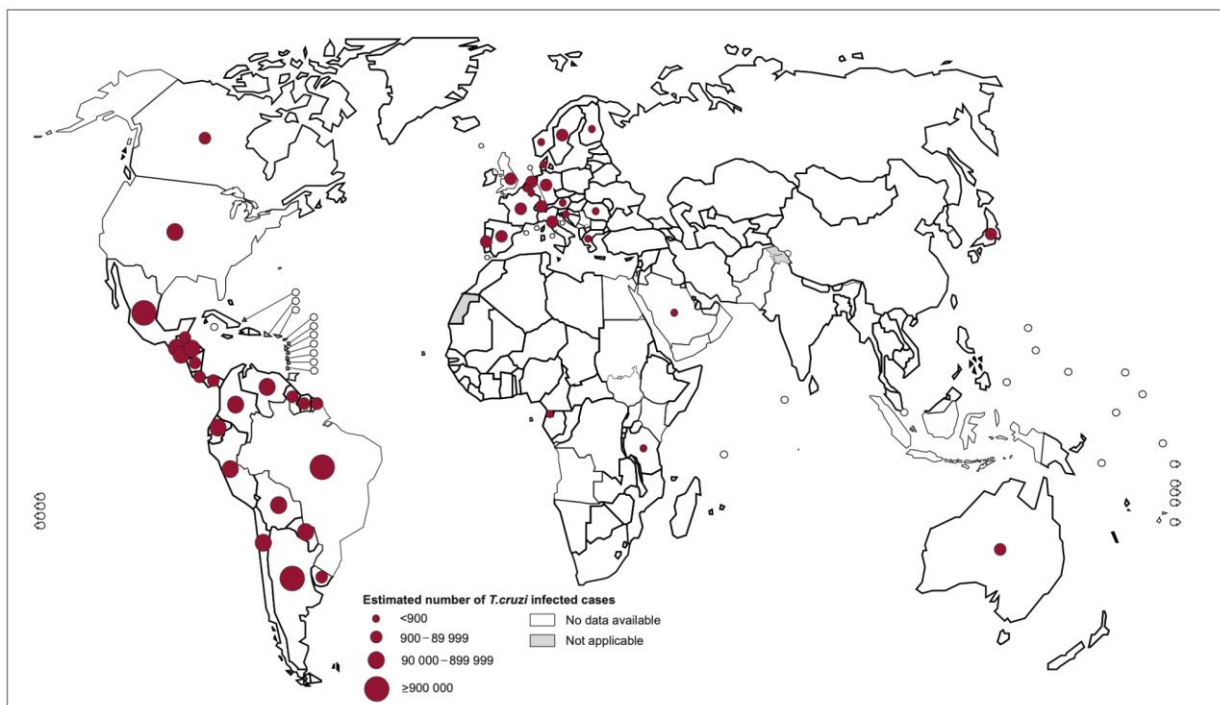 Estimated number of T.cruzi infected cases
<900
900–89 999
90 000–899 999
≥900 000
No data available
Not applicable